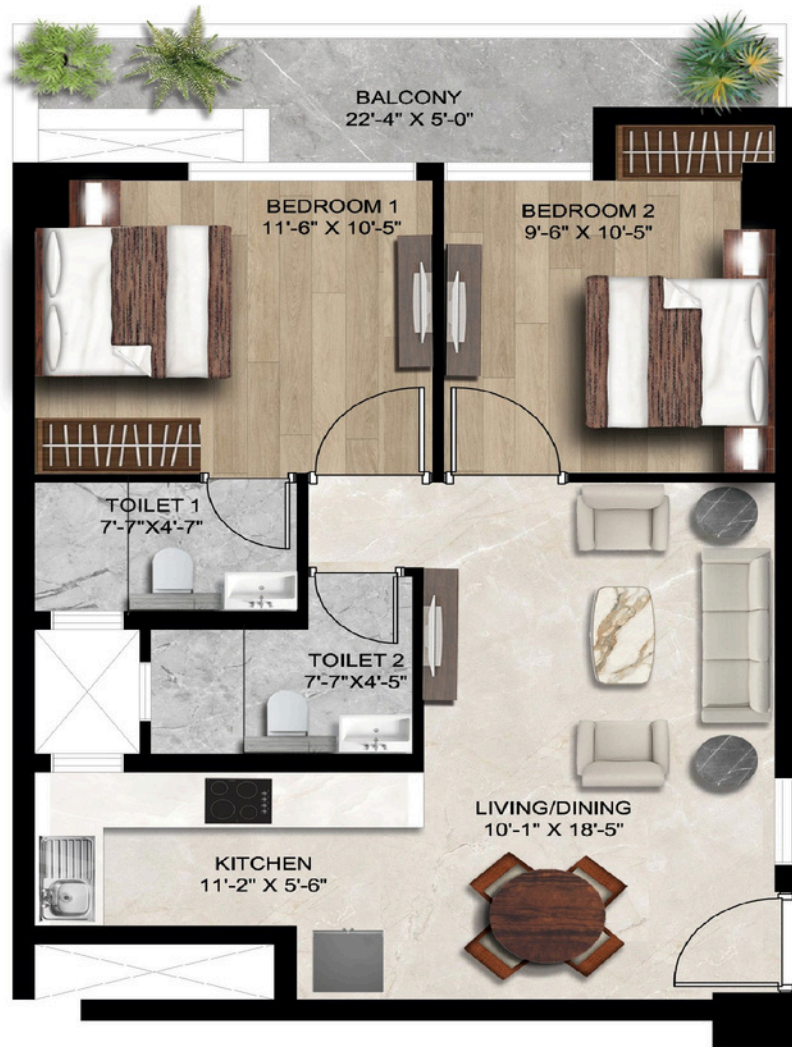 BALCONY
22'-4" X 5'-0"
BEDROOM 1
11'-6" X 10'-5"
BEDROOM 2
9'-6" X 10'-5"
TOILET 1
7'-7"X4'-7"
TOILET 2
7'-7"X4'-5"
LIVING/DINING
10'-1" X 18'-5"
KITCHEN
11'-2" X 5'-6"